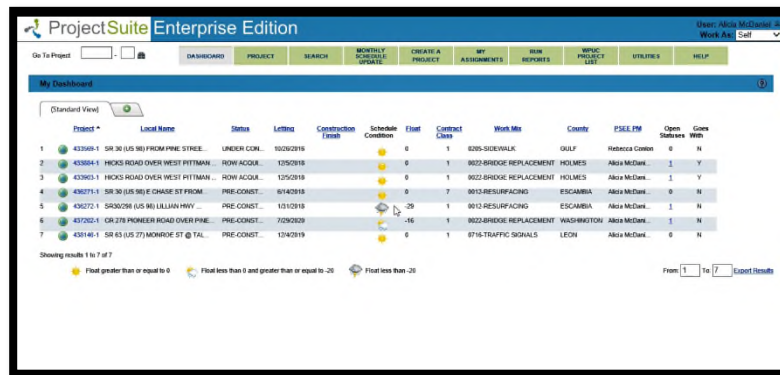 ProjectSuite Enterprise Edition
User: Alicia McDaniel
Work As: Self
Go To Project - DASHBOARD PROJECT SEARCH MONTHLY SCHEDULE UPDATE CREATE A PROJECT MY ASSIGNMENTS RUN REPORTS WPUC PROJECT LIST UTILITIES HELP
My Dashboard
(Standard View)
Project Local Name Status Letting Construction Finish Schedule Condition Float Contract Class Work Mix County PSEE PM Open Statuses Goes With
1 433569-1 SR 30 (US 98) FROM PINE STREE... UNDER CON... 10/26/2016 0 1 0205-SIDEWALK GULF Rebecca Conlon 0 N
2 433884-1 HICKS ROAD OVER WEST PITTMAN ... ROW ACQUI... 12/5/2018 0 1 0022-BRIDGE REPLACEMENT HOLMES Alicia McDani... 1 Y
3 433903-1 HICKS ROAD OVER WEST PITTMAN ... ROW ACQUI... 12/5/2018 0 1 0022-BRIDGE REPLACEMENT HOLMES Alicia McDani... 1 Y
4 436271-1 SR 30 (US 98) E CHASE ST FROM... PRE-CONST... 6/14/2018 0 7 0012-RESURFACING ESCAMBIA Alicia McDani... 0 N
5 436272-1 SR30/298 (US 98) LILLIAN HWY ... PRE-CONST... 1/31/2018 -29 1 0012-RESURFACING ESCAMBIA Alicia McDani... 1 N
6 437202-1 CR 278 PIONEER ROAD OVER PINE... PRE-CONST... 7/29/2020 -16 1 0022-BRIDGE REPLACEMENT WASHINGTON Alicia McDani... 1 N
7 438140-1 SR 63 (US 27) MONROE ST @ TAL... PRE-CONST... 12/4/2019 0 1 0716-TRAFFIC SIGNALS LEON Alicia McDani... 0 N
Showing results 1 to 7 of 7
Float greater than or equal to 0 Float less than 0 and greater than or equal to -20 Float less than -20 From: 1 To: 7 Export Results